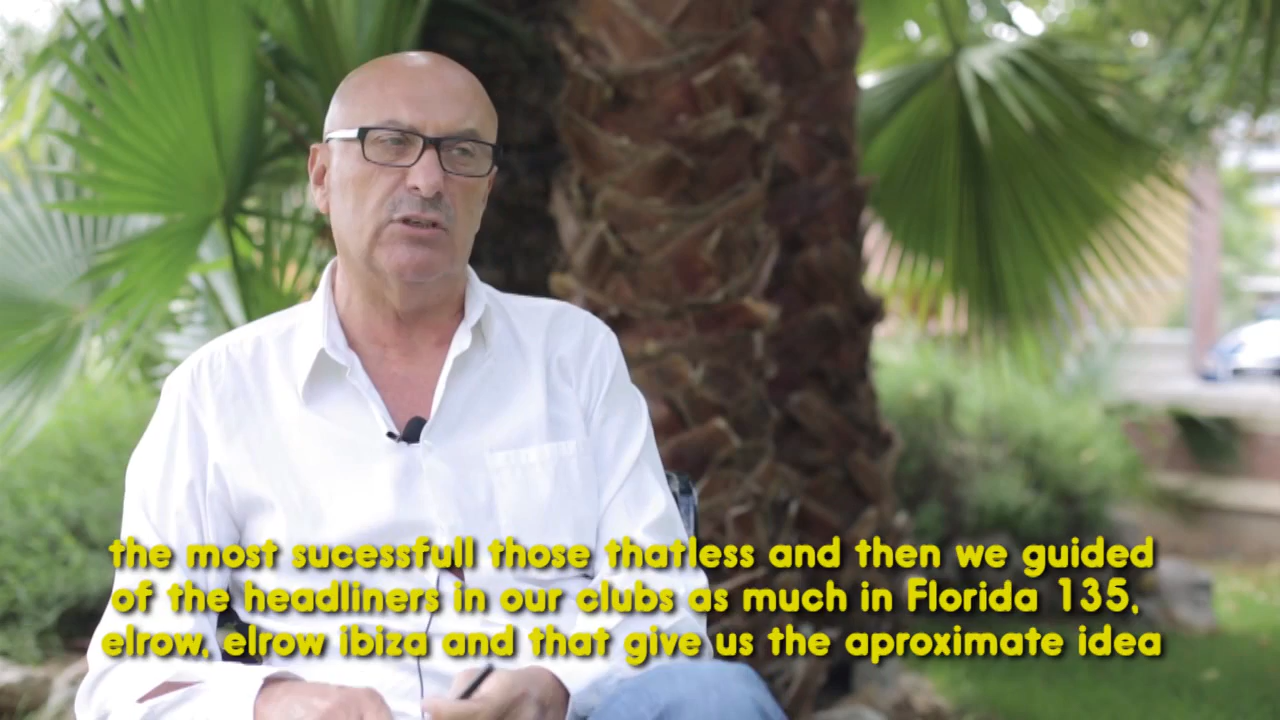 the most sucessfull those thatless and then we guided
of the headliners in our clubs as much in Florida 135,
elrow, elrow ibiza and that give us the aproximate idea